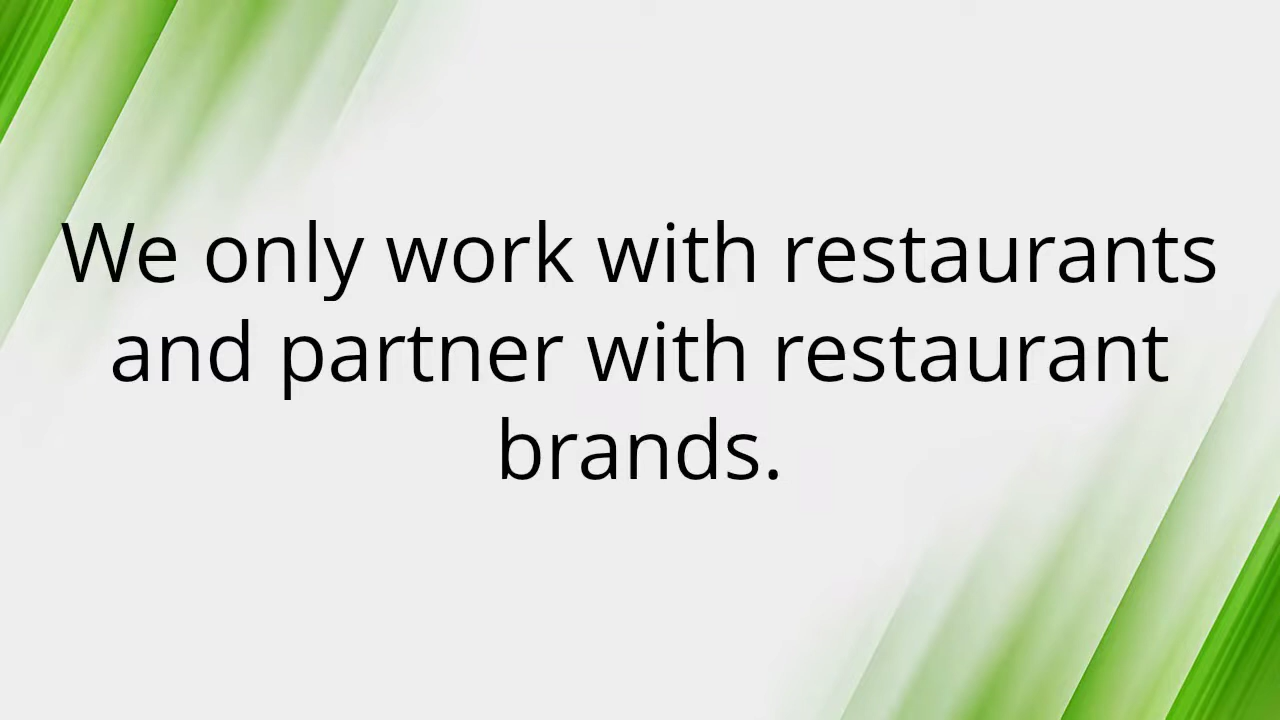 We only work with restaurants
and partner with restaurant
brands.